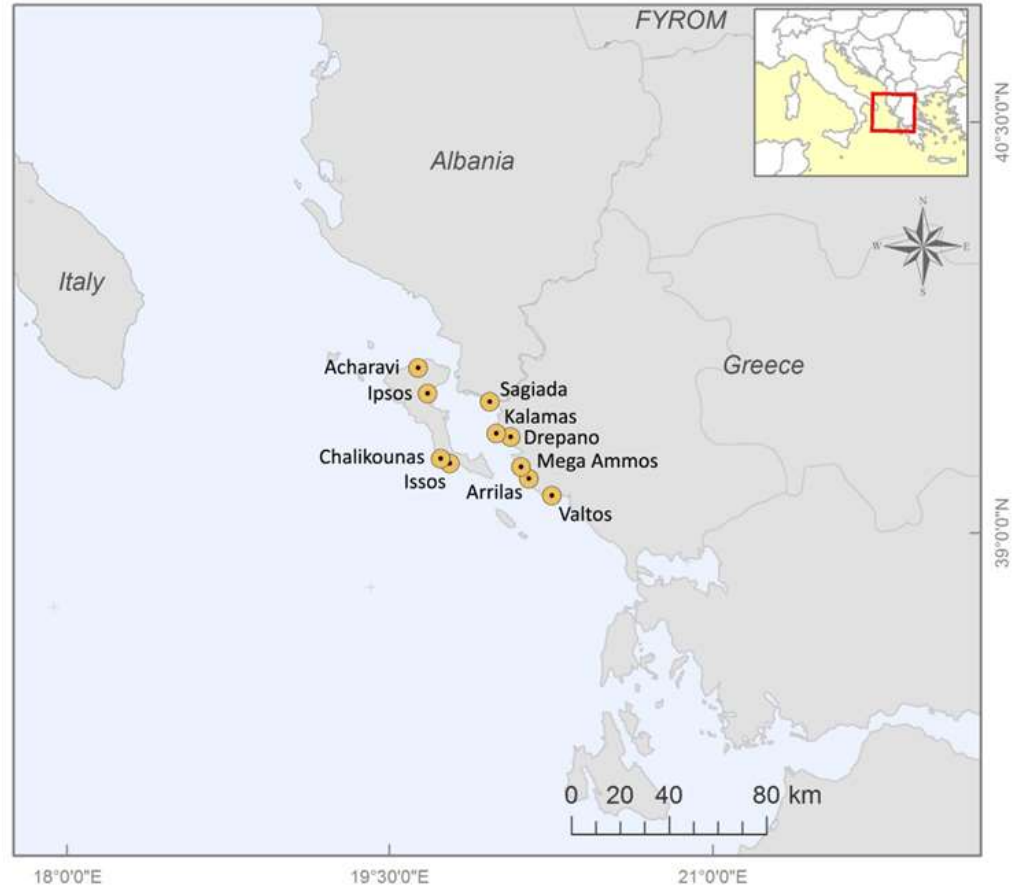 FYROM
Albania
Italy
Greece
N
W
E
S
40°30'0"N
39°0'0"N
Acharavi
Ipsos
Sagiada
Kalamas
Drepano
Chalikounas
Issos
Mega Ammos
Arrilas
Valtos
0 20 40 80 km
18°0'0"E 19°30'0"E 21°0'0"E